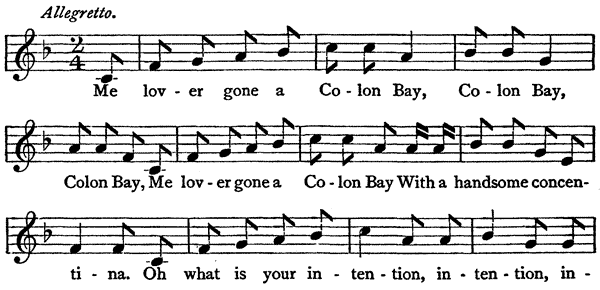 Allegretto.
2
4
Me lov - er gone a Co - lon Bay, Co - lon Bay,
Colon Bay, Me lov - er gone a Co - lon Bay With a handsome concen-
ti - na. Oh what is your in - ten - tion, in - ten - tion, in -